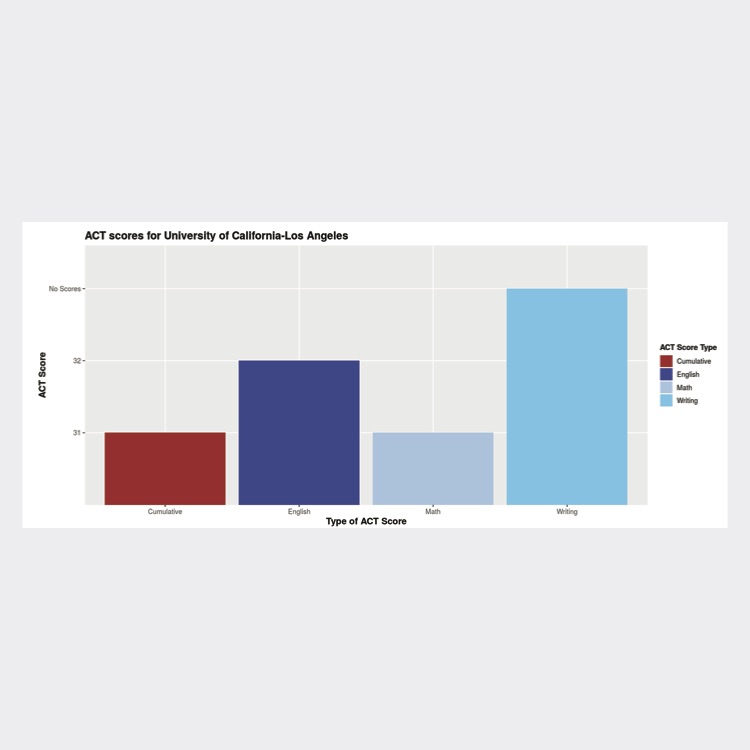 ACT scores for University of California-Los Angeles
No Scores
32
31
ACT Score
Cumulative
English
Math
Writing
Type of ACT Score
ACT Score Type
Cumulative
English
Math
Writing